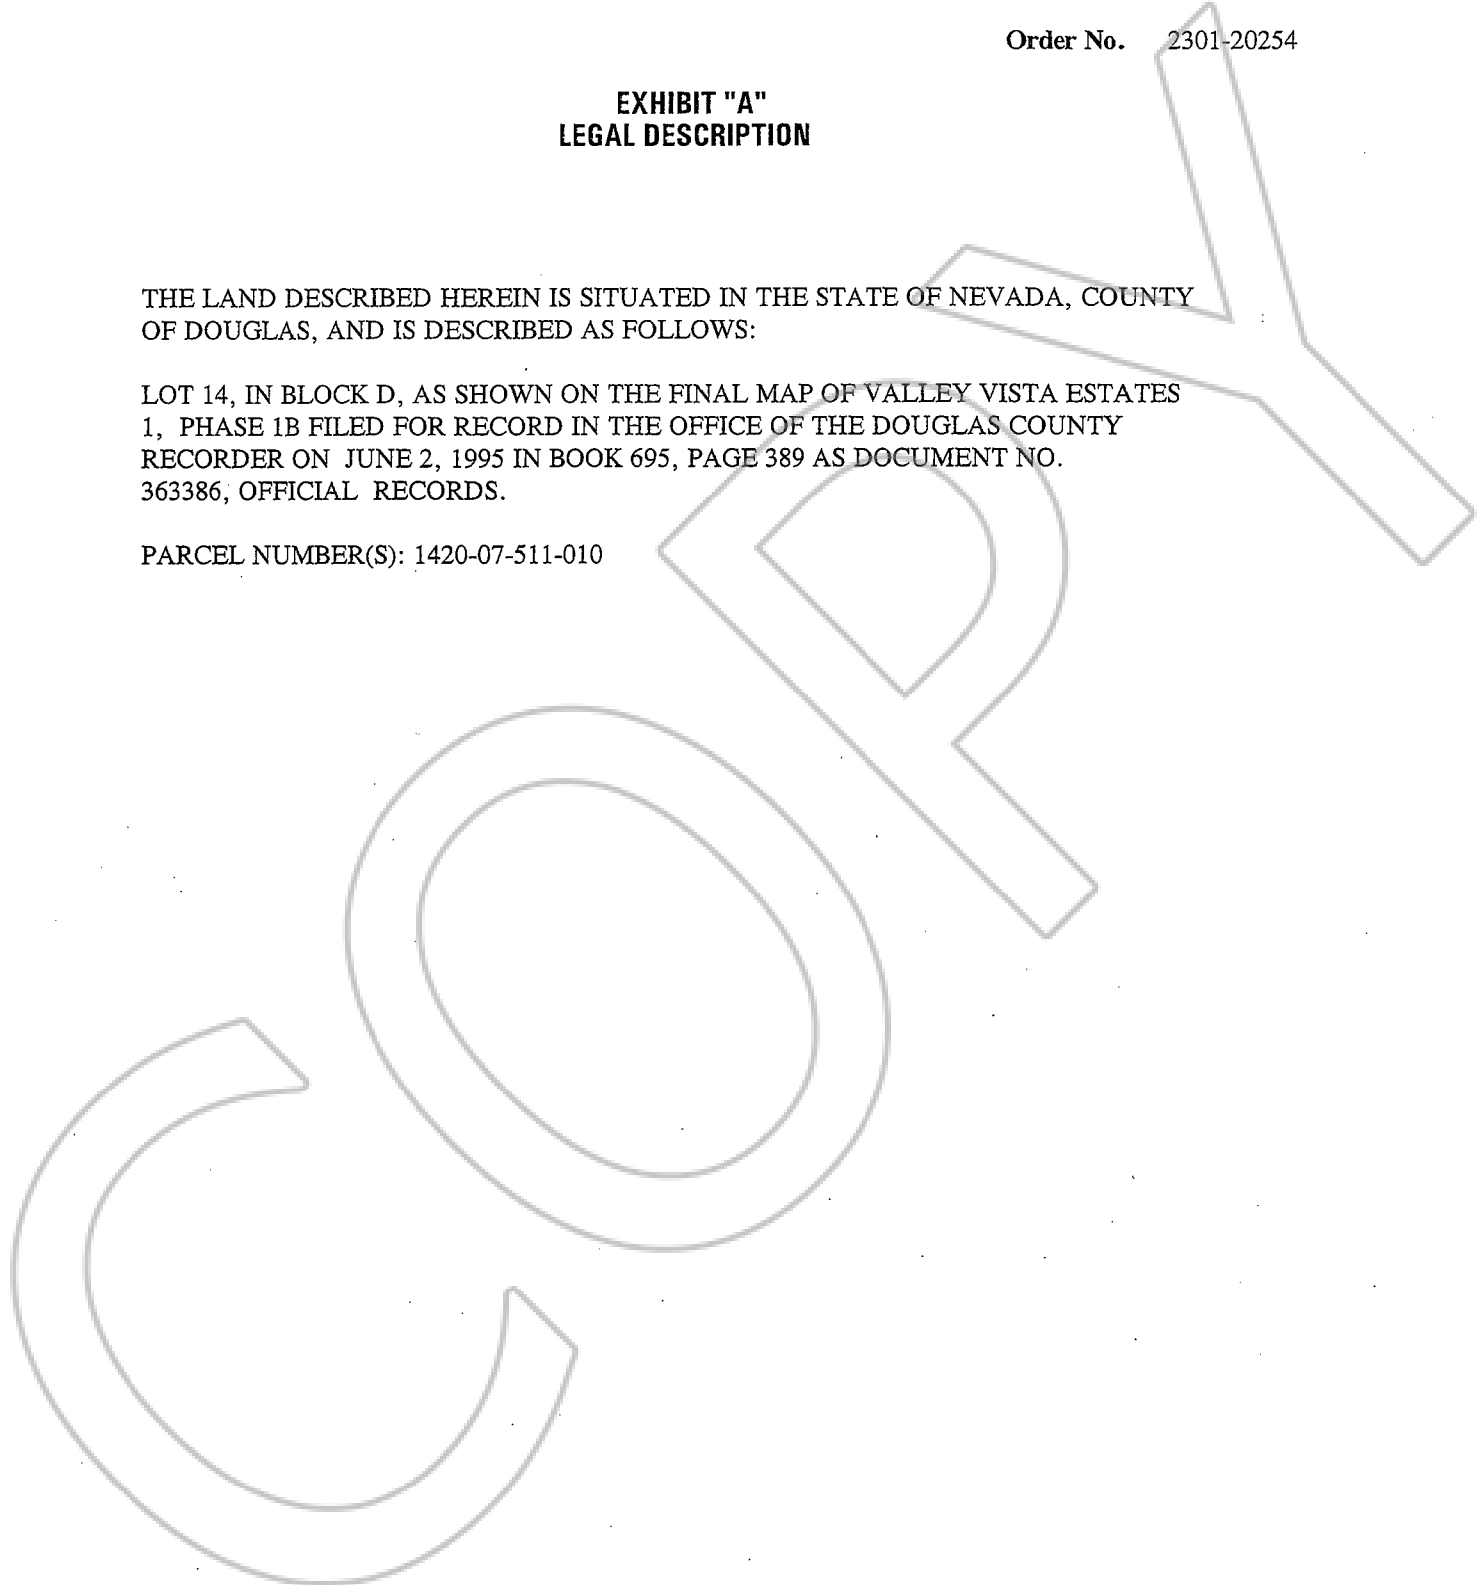 Order No. 2301-20254
EXHIBIT "A"
LEGAL DESCRIPTION
THE LAND DESCRIBED HEREIN IS SITUATED IN THE STATE OF NEVADA, COUNTY
OF DOUGLAS, AND IS DESCRIBED AS FOLLOWS:
LOT 14, IN BLOCK D, AS SHOWN ON THE FINAL MAP OF VALLEY VISTA ESTATES
1, PHASE 1B FILED FOR RECORD IN THE OFFICE OF THE DOUGLAS COUNTY
RECORDER ON JUNE 2, 1995 IN BOOK 695, PAGE 389 AS DOCUMENT NO.
363386, OFFICIAL RECORDS.
PARCEL NUMBER(S): 1420-07-511-010
COPY